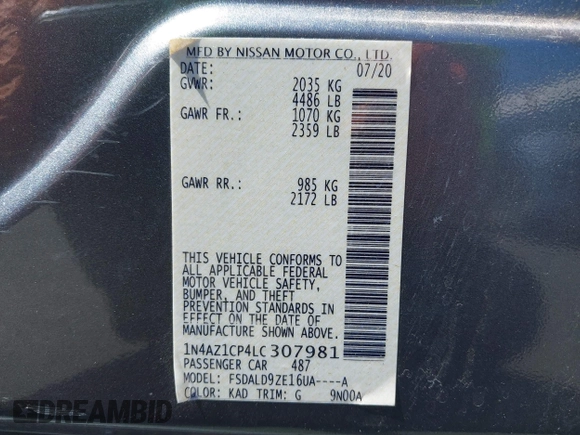 MFD BY NISSAN MOTOR CO., LTD.
DATE: 07/20
GVWR: 2035 KG
4486 LB
GAWR FR.: 1070 KG
2359 LB
GAWR RR.: 985 KG
2172 LB
THIS VEHICLE CONFORMS TO
ALL APPLICABLE FEDERAL
MOTOR VEHICLE SAFETY,
BUMPER, AND THEFT
PREVENTION STANDARDS IN
EFFECT ON THE DATE OF
MANUFACTURE SHOWN ABOVE.
1N4AZ1CP4LC307981
PASSENGER CAR 487
MODEL: FSDALD9ZE16UA----A
COLOR: KAD TRIM: G 9N00A
STATCAR.AMBID